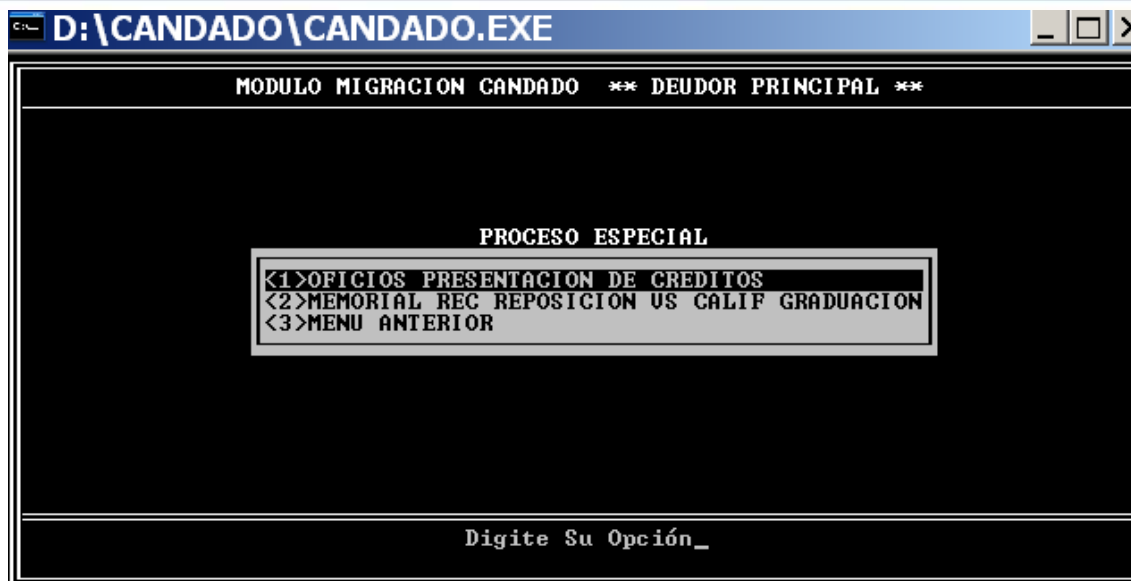 D:\CANDADO\CANDADO.EXE
MODULO MIGRACION CANDADO ** DEUDOR PRINCIPAL **
PROCESO ESPECIAL
<1>OFICIOS PRESENTACION DE CREDITOS
<2>MEMORIAL REC REPOSICION VS CALIF GRADUACION
<3>MENU ANTERIOR
Digite Su Opción_